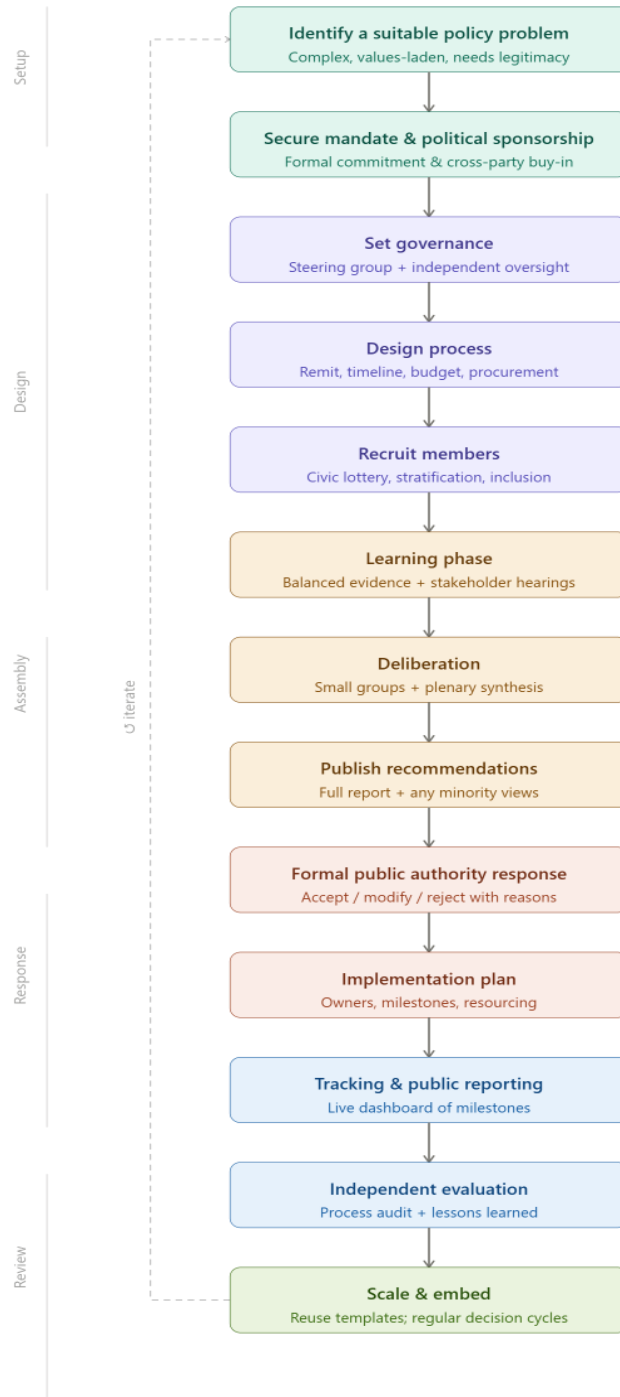 Setup
Identify a suitable policy problem
Complex, values-laden, needs legitimacy
Secure mandate & political sponsorship
Formal commitment & cross-party buy-in
Design
Set governance
Steering group + independent oversight
Design process
Remit, timeline, budget, procurement
Recruit members
Civic lottery, stratification, inclusion
Learning phase
Balanced evidence + stakeholder hearings
Assembly
Deliberation
Small groups + plenary synthesis
↺ iterate
Publish recommendations
Full report + any minority views
Formal public authority response
Accept / modify / reject with reasons
Response
Implementation plan
Owners, milestones, resourcing
Tracking & public reporting
Live dashboard of milestones
Independent evaluation
Process audit + lessons learned
Review
Scale & embed
Reuse templates; regular decision cycles